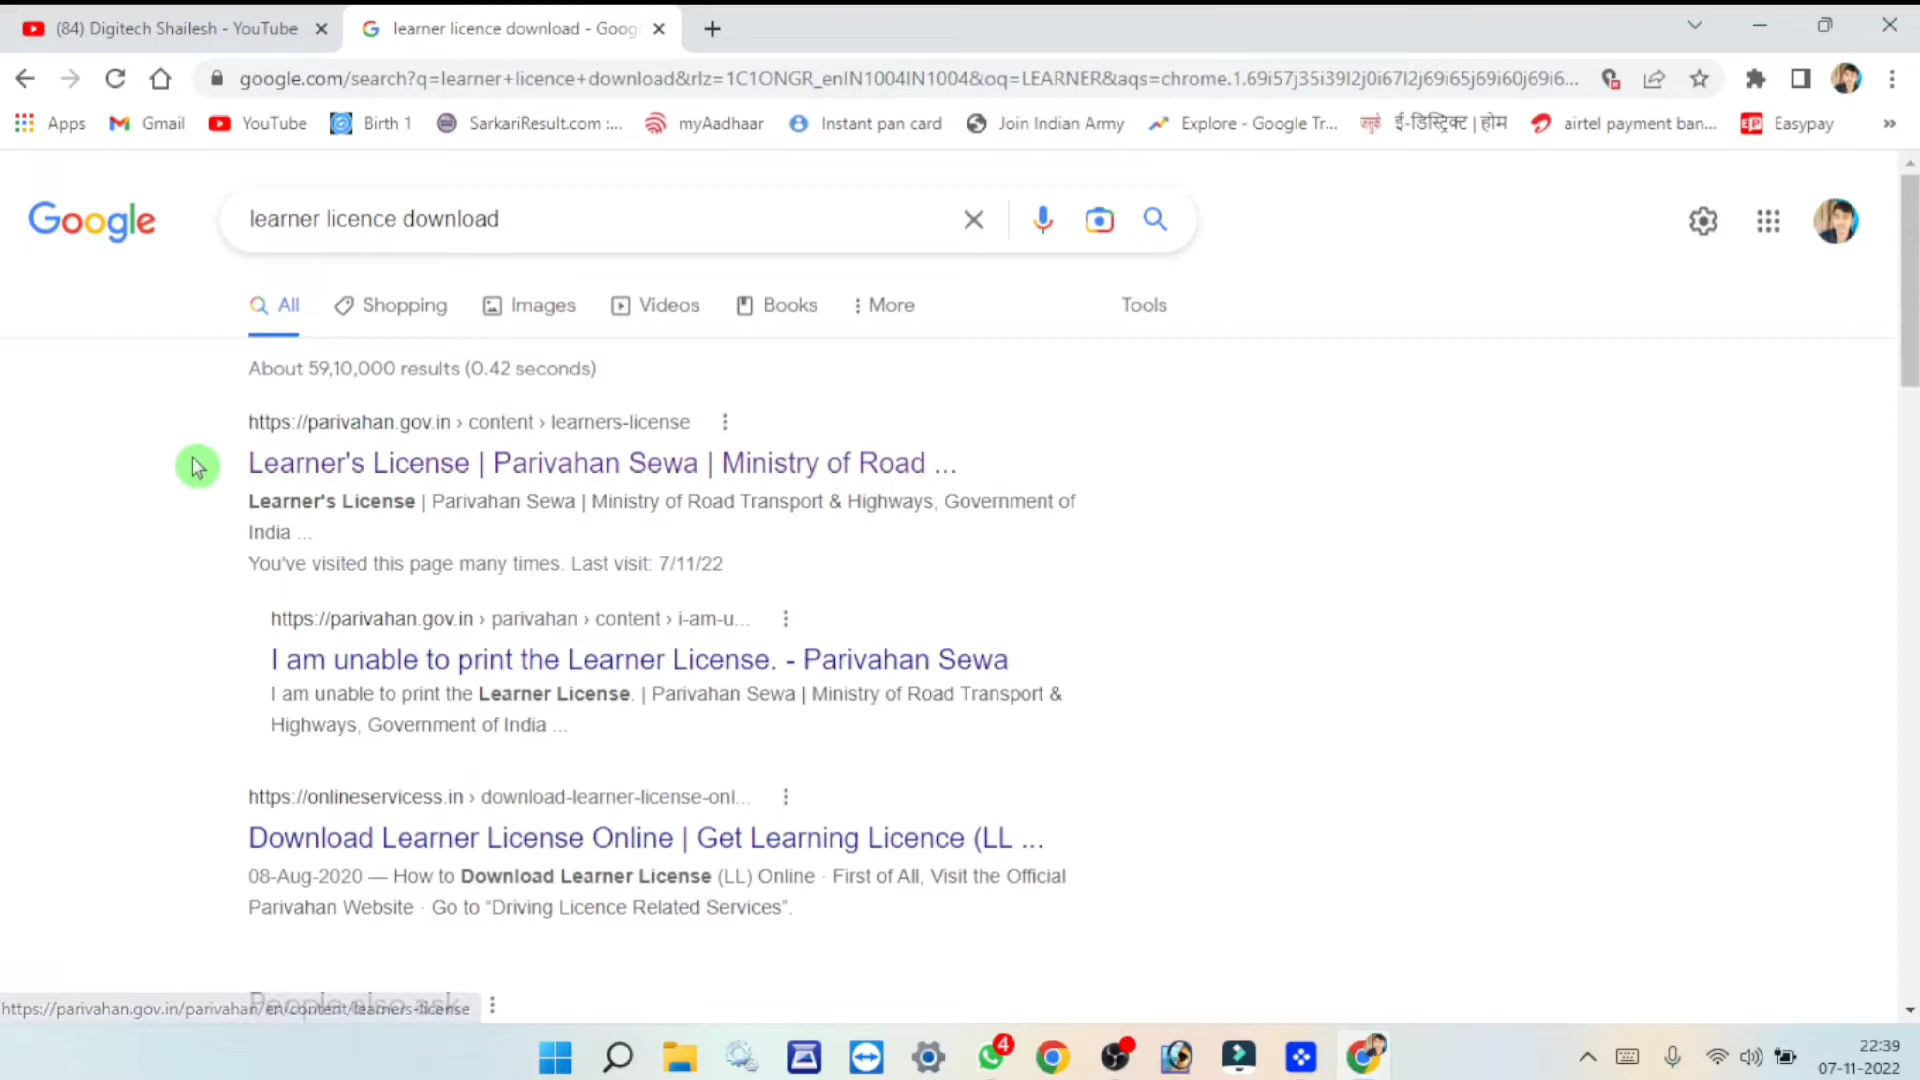 (84) Digitech Shailesh - YouTube
learner licence download - Goog
google.com/search?q=learner+licence+download&rlz=1C1ONGR_enIN1004IN1004&oq=LEARNER&aqs=chrome.1.69i57j35i39l2j0i67l2j69i65j69i60j69i6...
Apps
Gmail
YouTube
Birth 1
SarkariResult.com :...
myAadhaar
Instant pan card
Join Indian Army
Explore - Google Tr...
ई-डिस्ट्रिक्ट | होम
airtel payment ban...
Easypay
Google
learner licence download
All
Shopping
Images
Videos
Books
More
Tools
About 59,10,000 results (0.42 seconds)
https://parivahan.gov.in › content › learners-license
Learner's License | Parivahan Sewa | Ministry of Road ...
Learner's License | Parivahan Sewa | Ministry of Road Transport & Highways, Government of
India ...
You've visited this page many times. Last visit: 7/11/22
https://parivahan.gov.in › parivahan › content › i-am-u...
I am unable to print the Learner License. - Parivahan Sewa
I am unable to print the Learner License. | Parivahan Sewa | Ministry of Road Transport &
Highways, Government of India ...
https://onlineservicess.in › download-learner-license-onl...
Download Learner License Online | Get Learning Licence (LL ...
08-Aug-2020 — How to Download Learner License (LL) Online · First of All, Visit the Official
Parivahan Website · Go to “Driving Licence Related Services”.
People also ask
https://parivahan.gov.in/parivahan//en/content/learners-license
4
22:39
07-11-2022